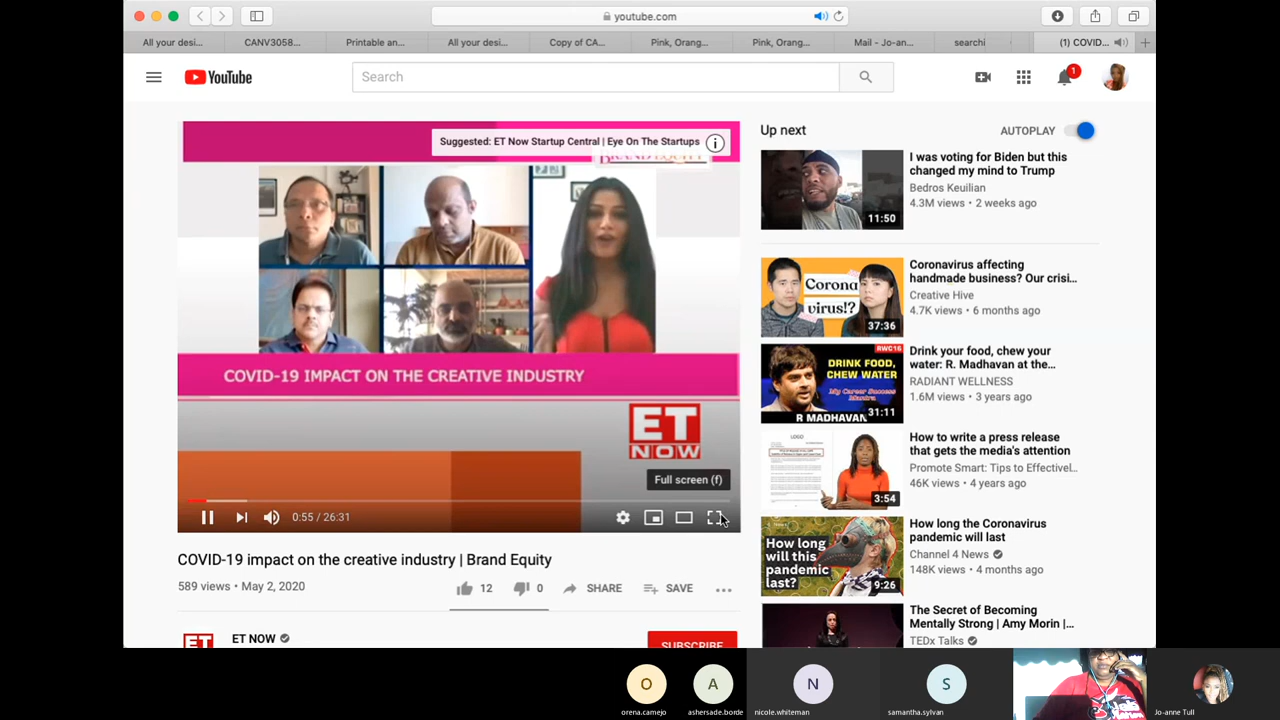 youtube.com
All your desi...
CANV3058...
Printable an...
All your desi...
Copy of CA...
Pink, Orang...
Pink, Orang...
Mail - Jo-an...
searchi
(1) COVID...
YouTube
Search
1
Suggested: ET Now Startup Central | Eye On The Startups
BRAND EQUITY
COVID-19 IMPACT ON THE CREATIVE INDUSTRY
ET
NOW
Full screen (f)
0:55 / 26:31
COVID-19 impact on the creative industry | Brand Equity
589 views • May 2, 2020
12
0
SHARE
SAVE
ET
ET NOW
SUBSCRIBE
Up next
AUTOPLAY
11:50
I was voting for Biden but this
changed my mind to Trump
Bedros Keuilian
4.3M views • 2 weeks ago
Corona
virus!?
37:36
Coronavirus affecting
handmade business? Our crisi...
Creative Hive
4.7K views • 6 months ago
RWC16
DRINK FOOD,
CHEW WATER
My Career Success
Mantra
R MADHAVAN
31:11
Drink your food, chew your
water: R. Madhavan at the...
RADIANT WELLNESS
1.6M views • 3 years ago
LOGO
3:54
How to write a press release
that gets the media's attention
Promote Smart: Tips to Effectivel...
46K views • 4 years ago
How long
will this
pandemic
last?
9:26
How long the Coronavirus
pandemic will last
Channel 4 News
148K views • 4 months ago
The Secret of Becoming
Mentally Strong | Amy Morin |...
TEDx Talks
O
A
N
S
orena.camejo
ashersade.borde
nicole.whiteman
samantha.sylvan
Jo-anne Tull